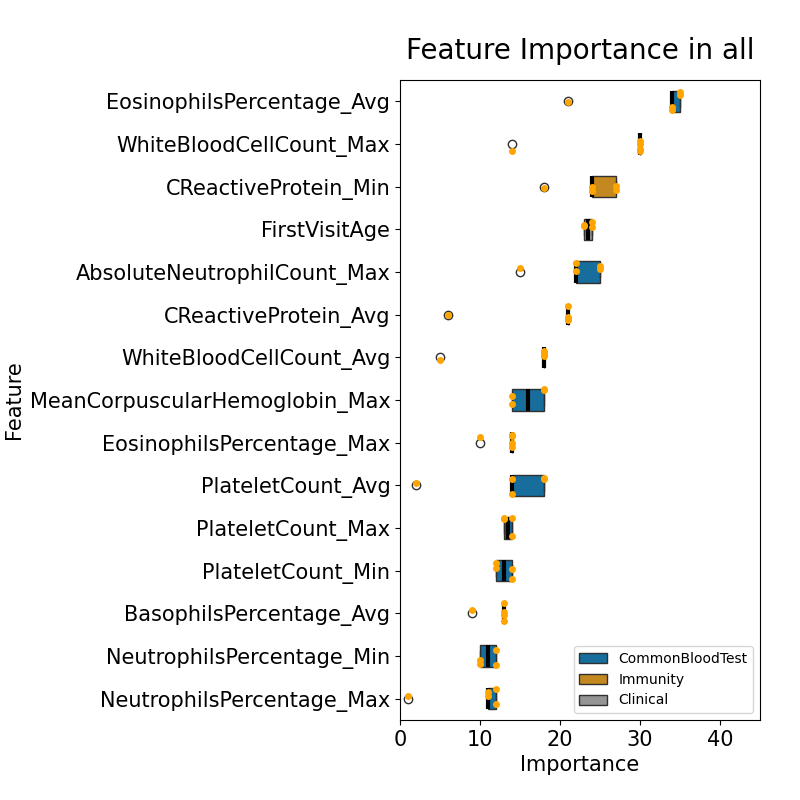 Feature Importance in all
EosinophilsPercentage_Avg
WhiteBloodCellCount_Max
CReactiveProtein_Min
FirstVisitAge
AbsoluteNeutrophilCount_Max
CReactiveProtein_Avg
WhiteBloodCellCount_Avg
MeanCorpuscularHemoglobin_Max
EosinophilsPercentage_Max
PlateletCount_Avg
PlateletCount_Max
PlateletCount_Min
BasophilsPercentage_Avg
NeutrophilsPercentage_Min
NeutrophilsPercentage_Max
Feature
CommonBloodTest
Immunity
Clinical
0 10 20 30 40
Importance